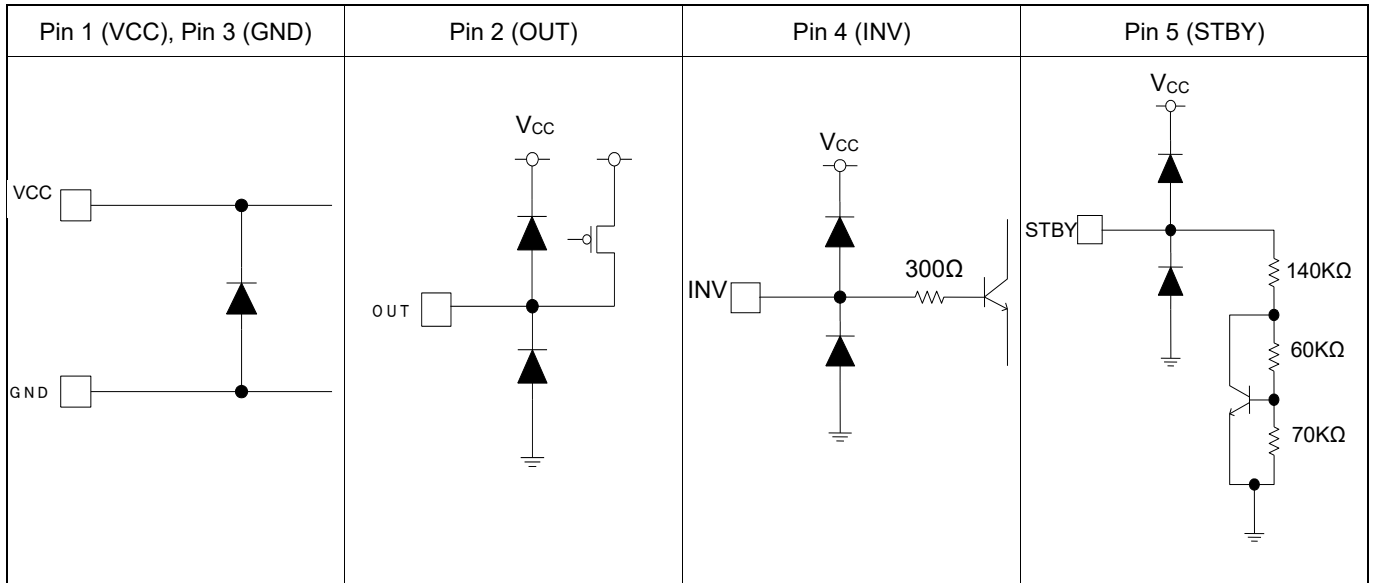 Pin 1 (VCC), Pin 3 (GND)
Pin 2 (OUT)
Pin 4 (INV)
Pin 5 (STBY)
VCC
GND
VCC
OUT
VCC
INV
300Ω
VCC
STBY
140KΩ
60KΩ
70KΩ